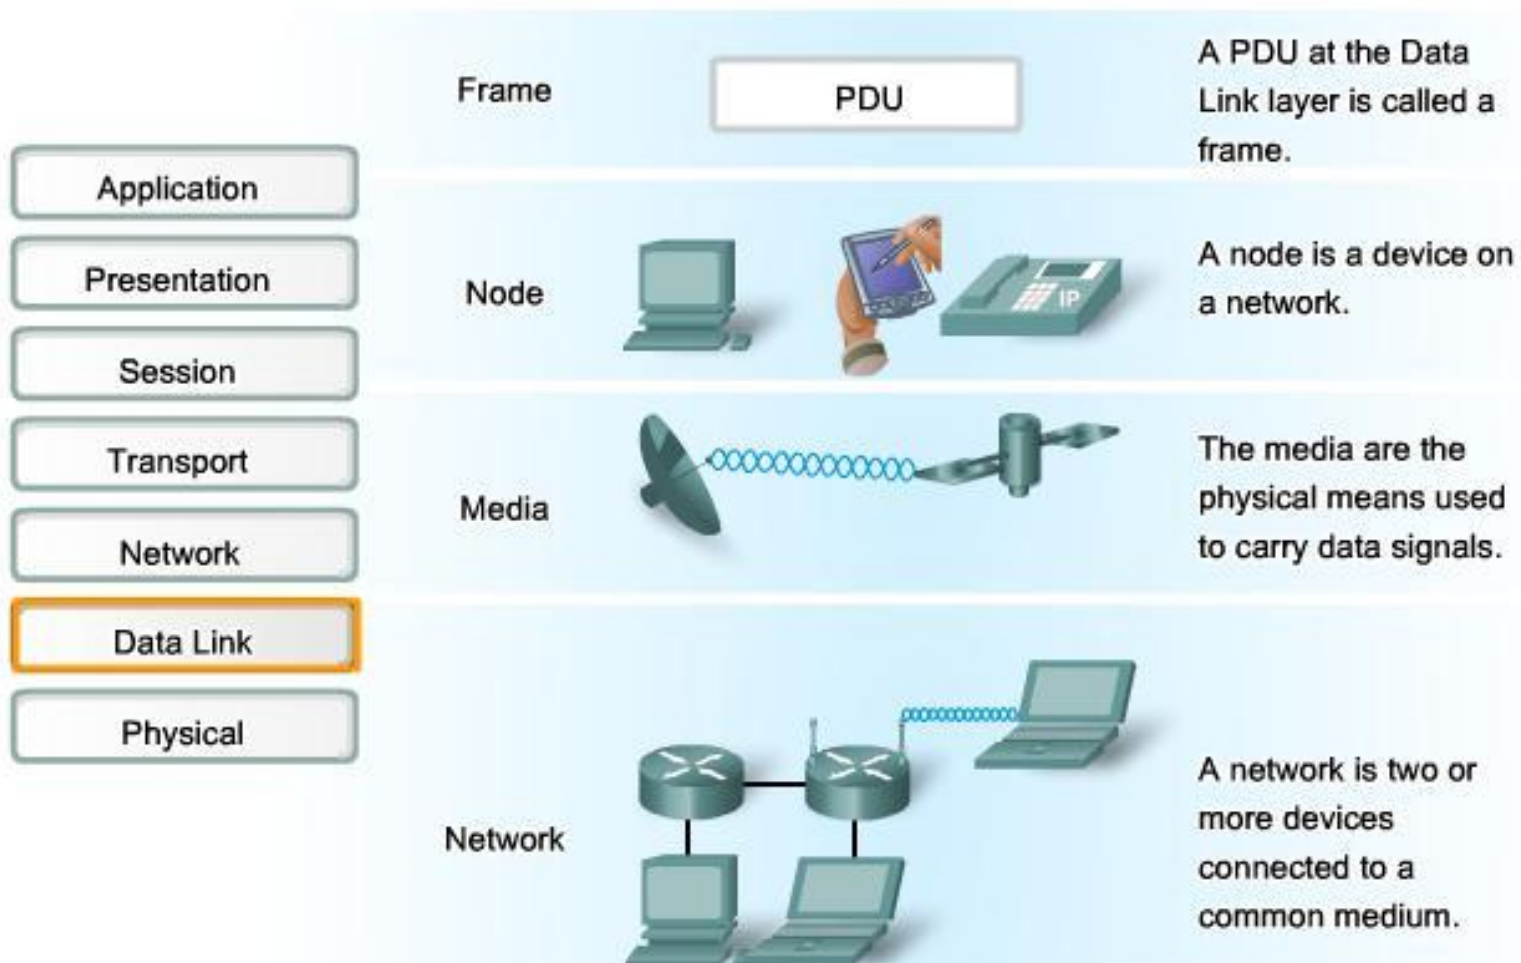 Application
Presentation
Session
Transport
Network
Data Link
Physical
Frame
PDU
A PDU at the Data
Link layer is called a
frame.
Node
IP
A node is a device on
a network.
Media
The media are the
physical means used
to carry data signals.
Network
A network is two or
more devices
connected to a
common medium.